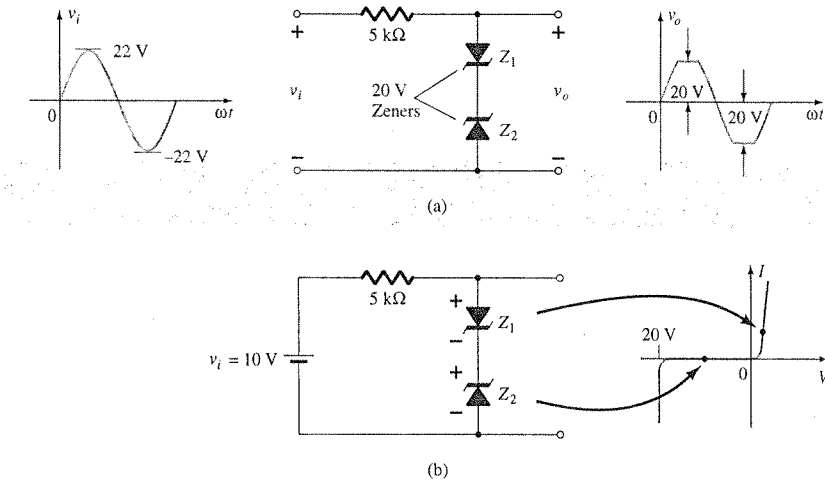 v_i
22 V
0
ωt
−22 V
+
5 kΩ
+
v_i
20 V
Zeners
Z_1
Z_2
v_o
−
−
v_o
20 V
0
20 V
ωt
(a)
5 kΩ
v_i = 10 V
+
Z_1
−
+
Z_2
−
I
20 V
0
V
(b)